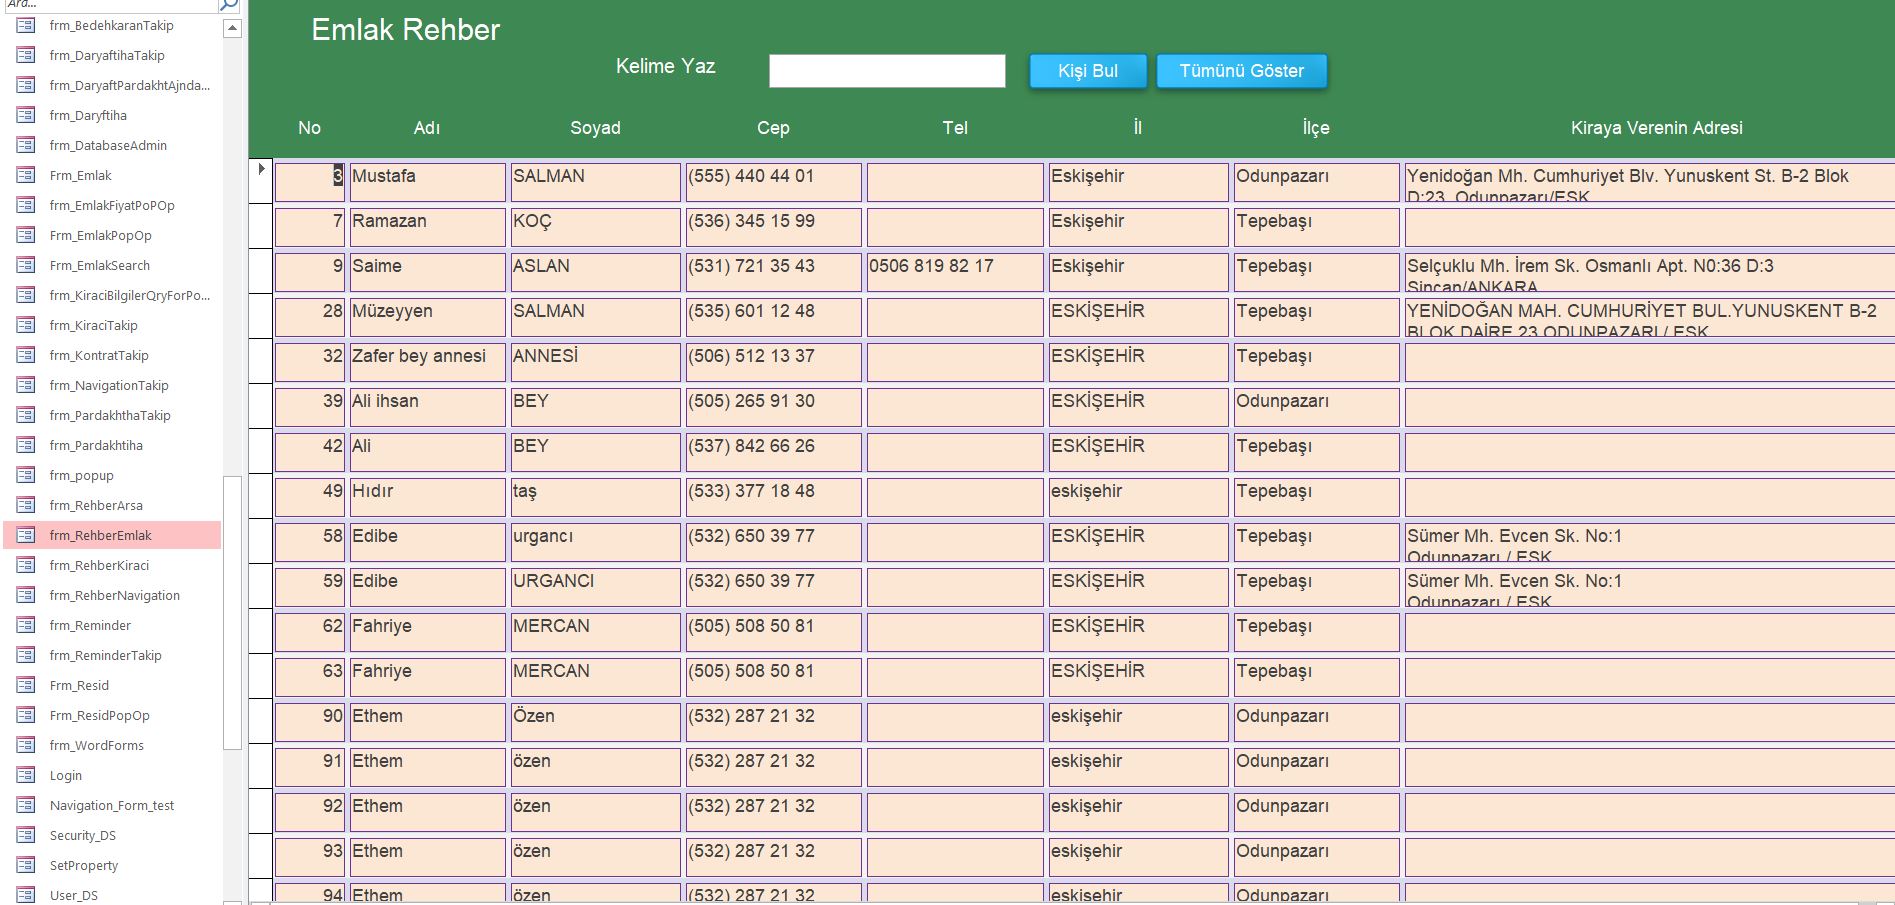 Ara...
frm_BedehkaranTakip
frm_DaryaftihaTakip
frm_DaryaftPardakhtAjnda...
frm_Daryftiha
frm_DatabaseAdmin
Frm_Emlak
frm_EmlakFiyatPoPOp
Frm_EmlakPopOp
Frm_EmlakSearch
frm_KiraciBilgilerQryForPo...
frm_KiraciTakip
frm_KontratTakip
frm_NavigationTakip
frm_PardakhthaTakip
frm_Pardakhtiha
frm_popup
frm_RehberArsa
frm_RehberEmlak
frm_RehberKiraci
frm_RehberNavigation
frm_Reminder
frm_ReminderTakip
Frm_Resid
Frm_ResidPopOp
frm_WordForms
Login
Navigation_Form_test
Security_DS
SetProperty
User_DS
Emlak Rehber
Kelime Yaz Kişi Bul Tümünü Göster
No Adı Soyad Cep Tel İl İlçe Kiraya Verenin Adresi
3 Mustafa SALMAN (555) 440 44 01 Eskişehir Odunpazarı Yenidoğan Mh. Cumhuriyet Blv. Yunuskent St. B-2 Blok
D:23, Odunpazarı/ESK
7 Ramazan KOÇ (536) 345 15 99 Eskişehir Tepebaşı
9 Saime ASLAN (531) 721 35 43 0506 819 82 17 Eskişehir Tepebaşı Selçuklu Mh. İrem Sk. Osmanlı Apt. N0:36 D:3
Sincan/ANKARA
28 Müzeyyen SALMAN (535) 601 12 48 ESKİŞEHİR Tepebaşı YENİDOĞAN MAH. CUMHURİYET BUL.YUNUSKENT B-2
BLOK DAİRE 23 ODUNPAZARI / ESK
32 Zafer bey annesi ANNESİ (506) 512 13 37 ESKİŞEHİR Tepebaşı
39 Ali ihsan BEY (505) 265 91 30 ESKİŞEHİR Odunpazarı
42 Ali BEY (537) 842 66 26 ESKİŞEHİR Tepebaşı
49 Hıdır taş (533) 377 18 48 eskişehir Tepebaşı
58 Edibe urgancı (532) 650 39 77 ESKİŞEHİR Tepebaşı Sümer Mh. Evcen Sk. No:1
Odunpazarı / ESK
59 Edibe URGANCI (532) 650 39 77 ESKİŞEHİR Tepebaşı Sümer Mh. Evcen Sk. No:1
Odunpazarı / ESK
62 Fahriye MERCAN (505) 508 50 81 ESKİŞEHİR Tepebaşı
63 Fahriye MERCAN (505) 508 50 81 ESKİŞEHİR Tepebaşı
90 Ethem Özen (532) 287 21 32 eskişehir Odunpazarı
91 Ethem özen (532) 287 21 32 eskişehir Odunpazarı
92 Ethem özen (532) 287 21 32 eskişehir Odunpazarı
93 Ethem özen (532) 287 21 32 eskişehir Odunpazarı
94 Ethem özen (532) 287 21 32 eskişehir Odunpazarı